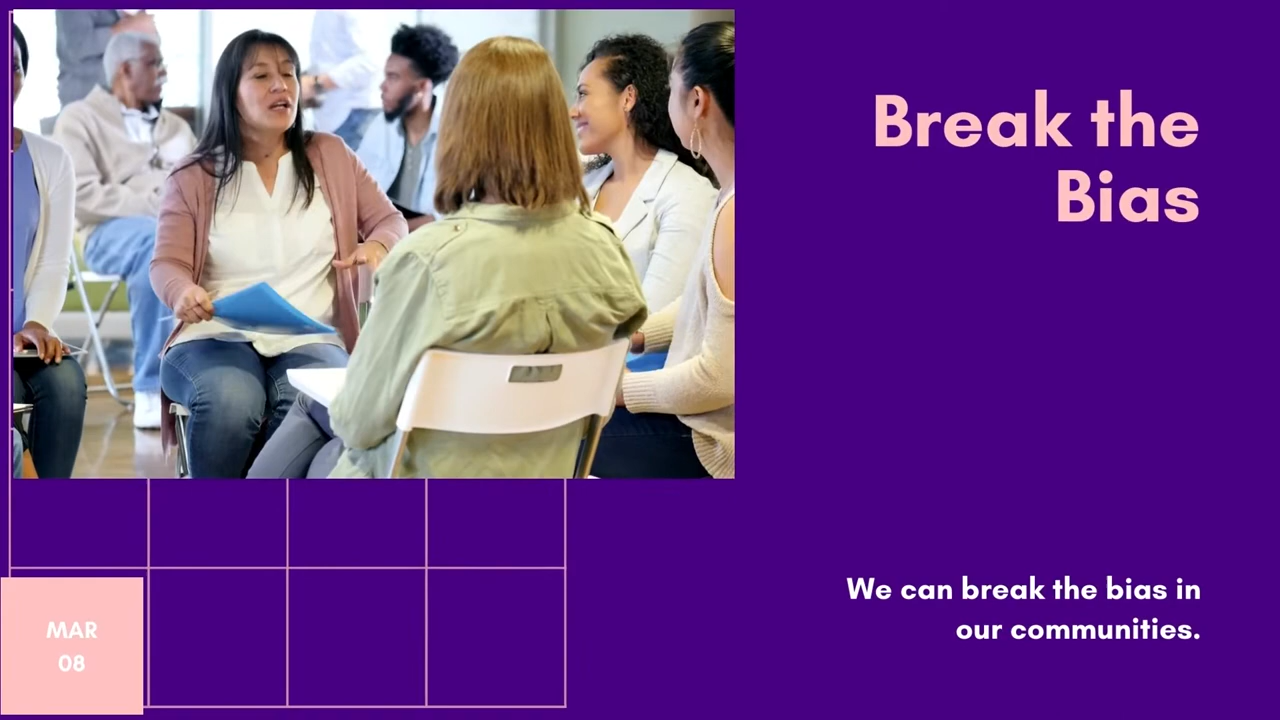 Break the
Bias
We can break the bias in
our communities.
MAR
08